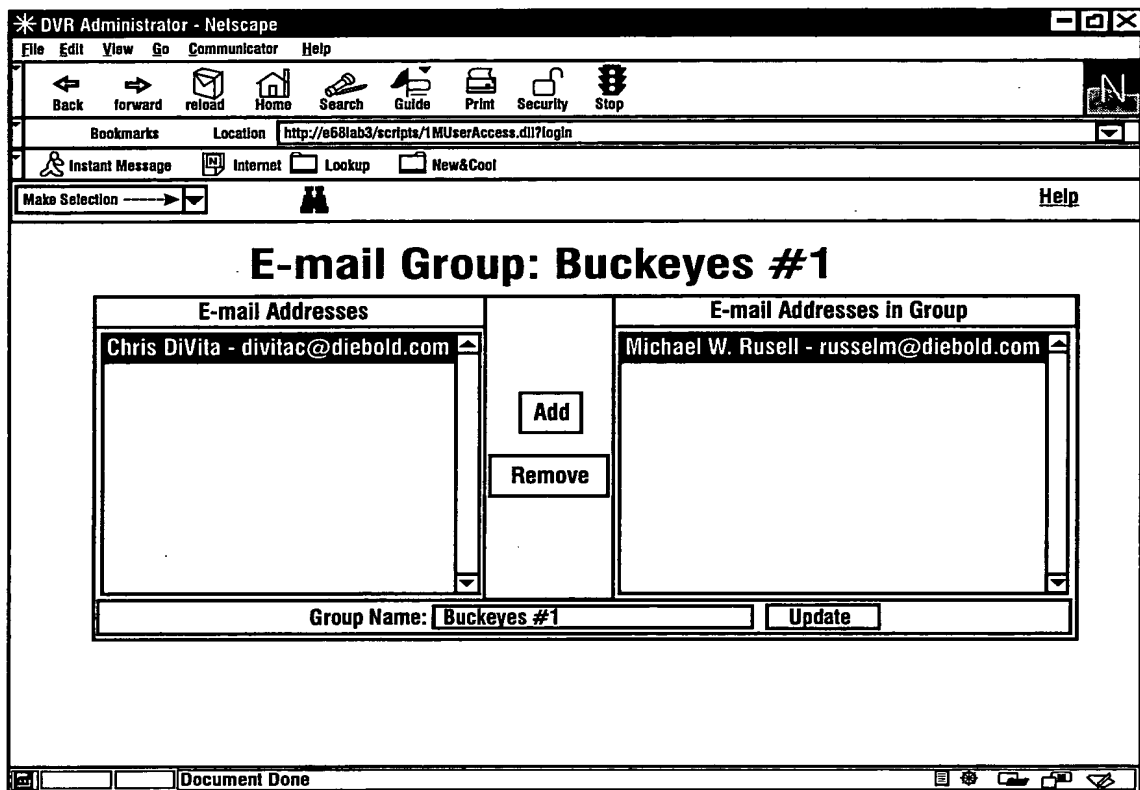 DVR Administrator - Netscape
File Edit View Go Communicator Help
Back forward reload Home Search Guide Print Security Stop
N
Bookmarks Location http://e68lab3/scripts/1MUserAccess.dll?login
Instant Message N Internet Lookup New&Cool
Make Selection ------> Help
E-mail Group: Buckeyes #1
E-mail Addresses E-mail Addresses in Group
Chris DiVita - divitac@diebold.com Michael W. Rusell - russelm@diebold.com
Add
Remove
Group Name: Buckeyes #1 Update
Document Done